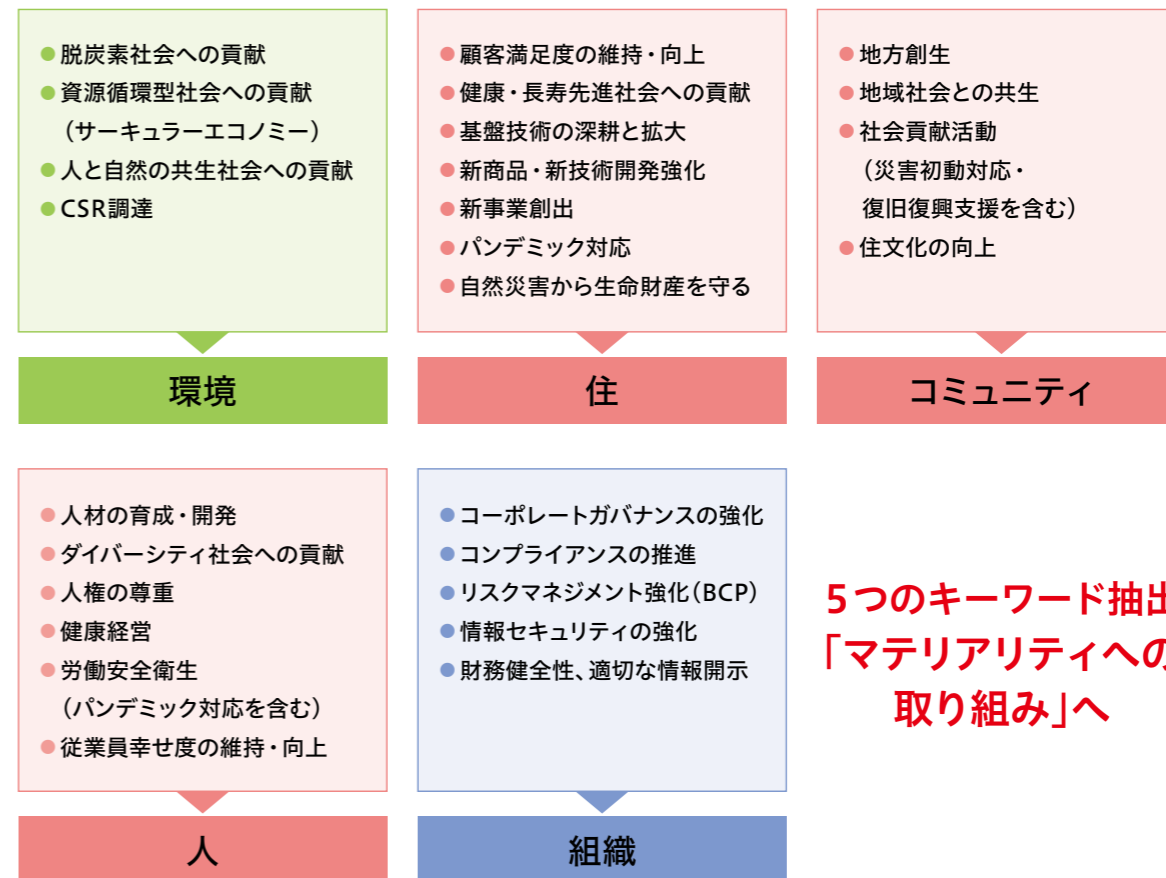 ●脱炭素社会への貢献
●資源循環型社会への貢献
（サーキュラーエコノミー）
●人と自然の共生社会への貢献
●CSR調達
環境
●顧客満足度の維持・向上
●健康・長寿先進社会への貢献
●基盤技術の深耕と拡大
●新商品・新技術開発強化
●新事業創出
●パンデミック対応
●自然災害から生命財産を守る
住
●地方創生
●地域社会との共生
●社会貢献活動
（災害初動対応・
復旧復興支援を含む）
●住文化の向上
コミュニティ
●人材の育成・開発
●ダイバーシティ社会への貢献
●人権の尊重
●健康経営
●労働安全衛生
（パンデミック対応を含む）
●従業員幸せ度の維持・向上
人
●コーポレートガバナンスの強化
●コンプライアンスの推進
●リスクマネジメント強化（BCP）
●情報セキュリティの強化
●財務健全性、適切な情報開示
組織
5つのキーワード抽出
「マテリアリティへの
取り組み」へ